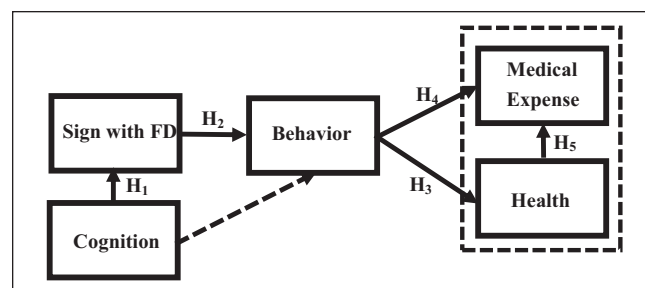 Medical
Expense
H₄
H₂
Sign with FD
Behavior
H₅
H₁
H₃
Health
Cognition